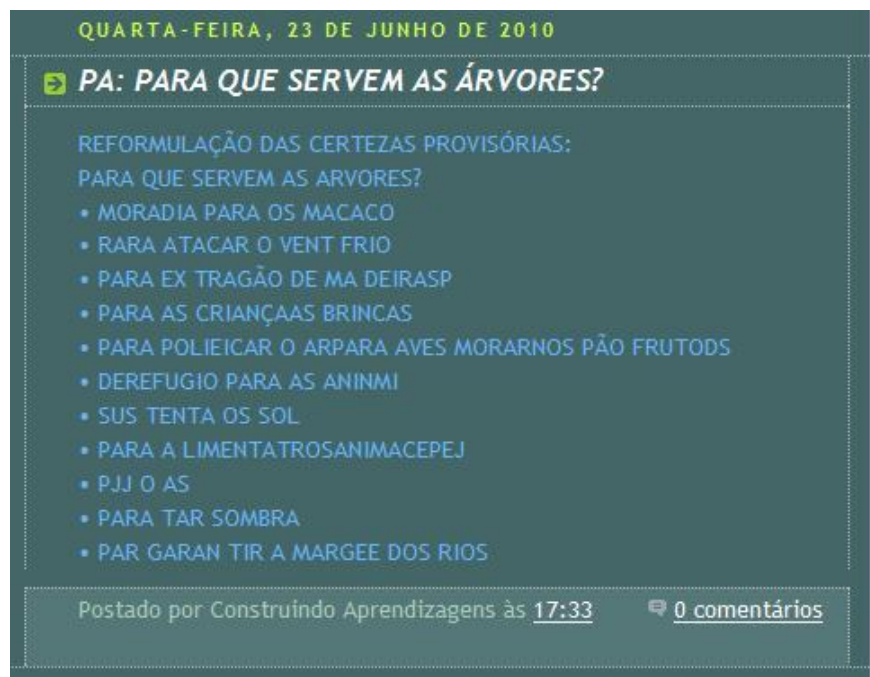 QUARTA-FEIRA, 23 DE JUNHO DE 2010
PA: PARA QUE SERVEM AS ÁRVORES?
REFORMULAÇÃO DAS CERTEZAS PROVISÓRIAS:
PARA QUE SERVEM AS ARVORES?
• MORADIA PARA OS MACACO
• RARA ATACAR O VENT FRIO
• PARA EX TRAGÃO DE MA DEIRASP
• PARA AS CRIANÇAAS BRINCAS
• PARA POLIEICAR O ARPARA AVES MORARNOS PÃO FRUTODS
• DEREFUGIO PARA AS ANINMI
• SUS TENTA OS SOL
• PARA A LIMENTATROSANIMACEPEJ
• PJJ O AS
• PARA TAR SOMBRA
• PAR GARAN TIR A MARGEE DOS RIOS
Postado por Construindo Aprendizagens às 17:33 0 comentários